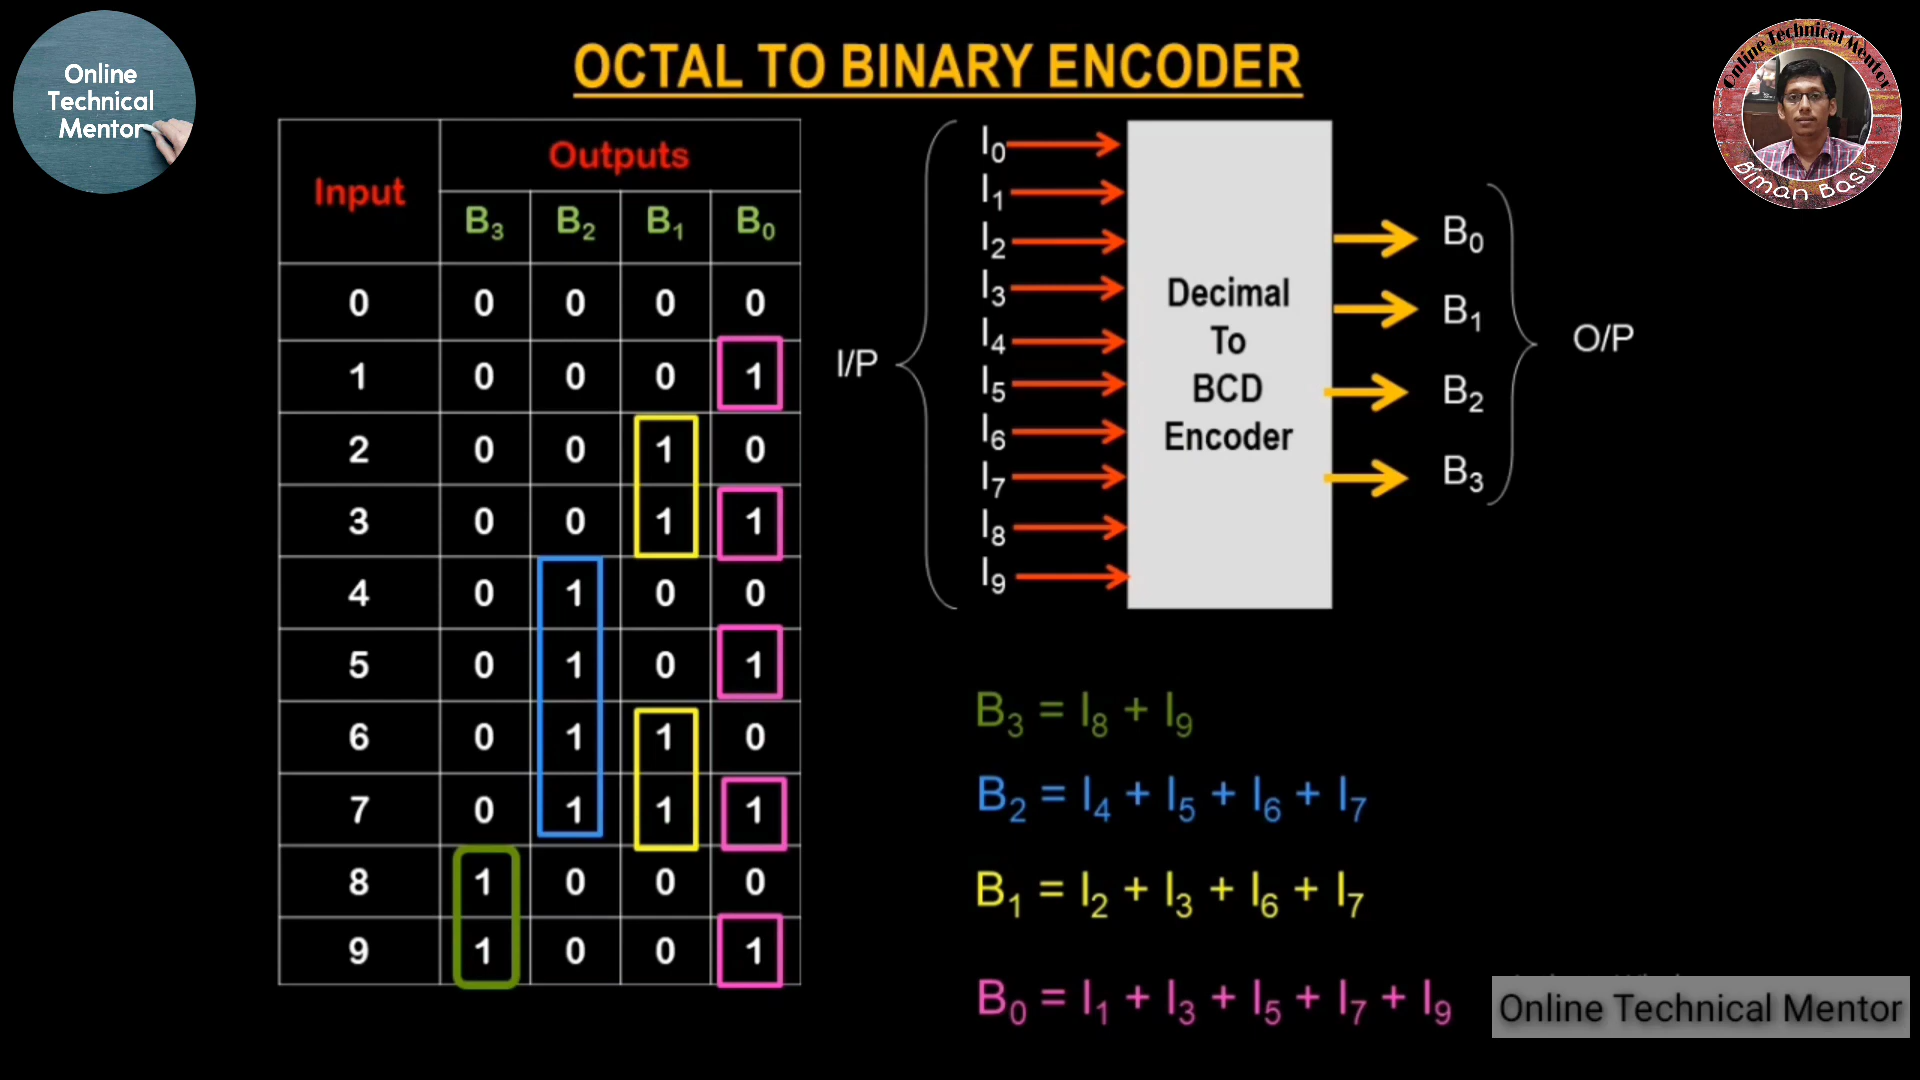 Online
Technical
Mentor
OCTAL TO BINARY ENCODER
Online Technical Mentor
Biman Basu
Input Outputs
B3 B2 B1 B0
0 0 0 0 0
1 0 0 0 1
2 0 0 1 0
3 0 0 1 1
4 0 1 0 0
5 0 1 0 1
6 0 1 1 0
7 0 1 1 1
8 1 0 0 0
9 1 0 0 1
I/P
I0
I1
I2
I3
I4
I5
I6
I7
I8
I9
Decimal
To
BCD
Encoder
B0
B1
B2
B3
O/P
B3 = I8 + I9
B2 = I4 + I5 + I6 + I7
B1 = I2 + I3 + I6 + I7
B0 = I1 + I3 + I5 + I7 + I9
Online Technical Mentor